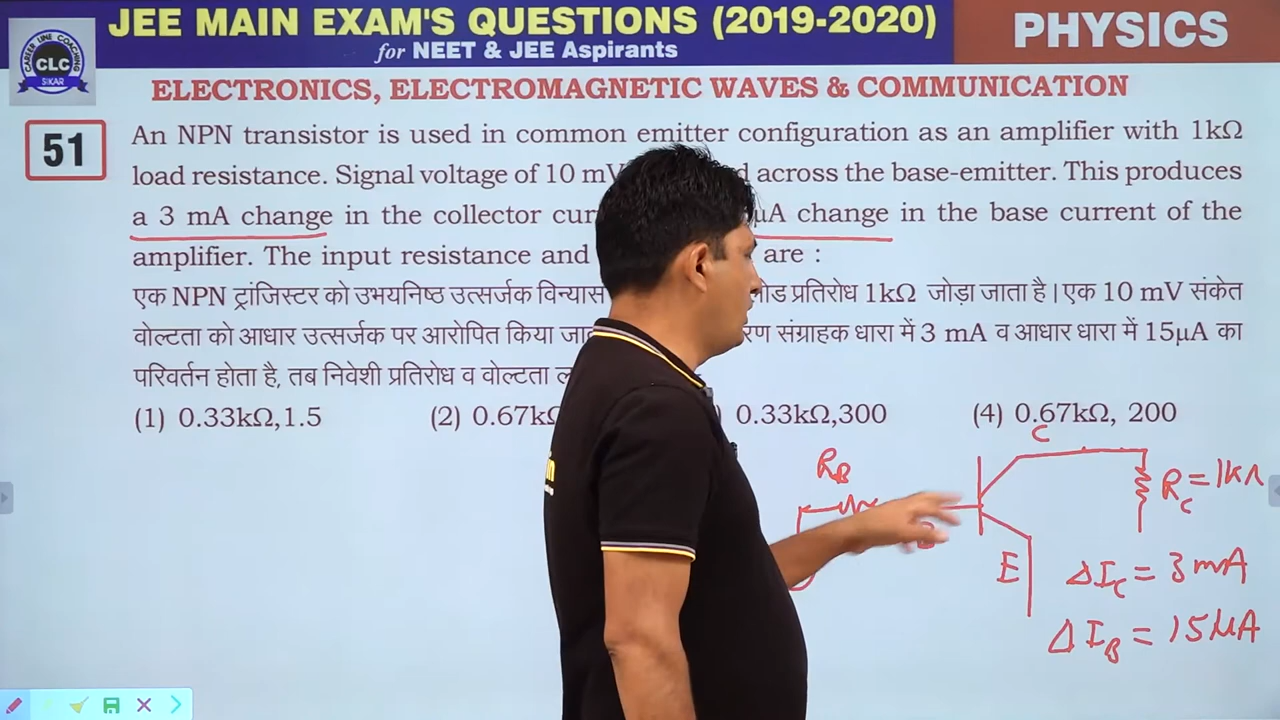 JEE MAIN EXAM'S QUESTIONS (2019-2020)
for NEET & JEE Aspirants
PHYSICS
CAREER LINE COACHING
CLC
SIKAR
ELECTRONICS, ELECTROMAGNETIC WAVES & COMMUNICATION
51
An NPN transistor is used in common emitter configuration as an amplifier with 1kΩ
load resistance. Signal voltage of 10 mV across the base-emitter. This produces
a 3 mA change in the collector μA change in the base current of the
amplifier. The input resistance and are :
एक NPN ट्रांजिस्टर को उभयनिष्ठ उत्सर्जक प्रतिरोध 1kΩ जोड़ा जाता है। एक 10 mV संकेत
वोल्टता को आधार उत्सर्जक पर आरोपित किया संग्राहक धारा में 3 mA व आधार धारा में 15μA का
परिवर्तन होता है, तब निवेशी प्रतिरोध व वोल्टता
(1) 0.33kΩ,1.5 (2) 0.67k 0.33kΩ,300 (4) 0.67kΩ, 200
C
R_B R_C = 1kΩ
E ΔI_C = 3mA
ΔI_B = 15μA